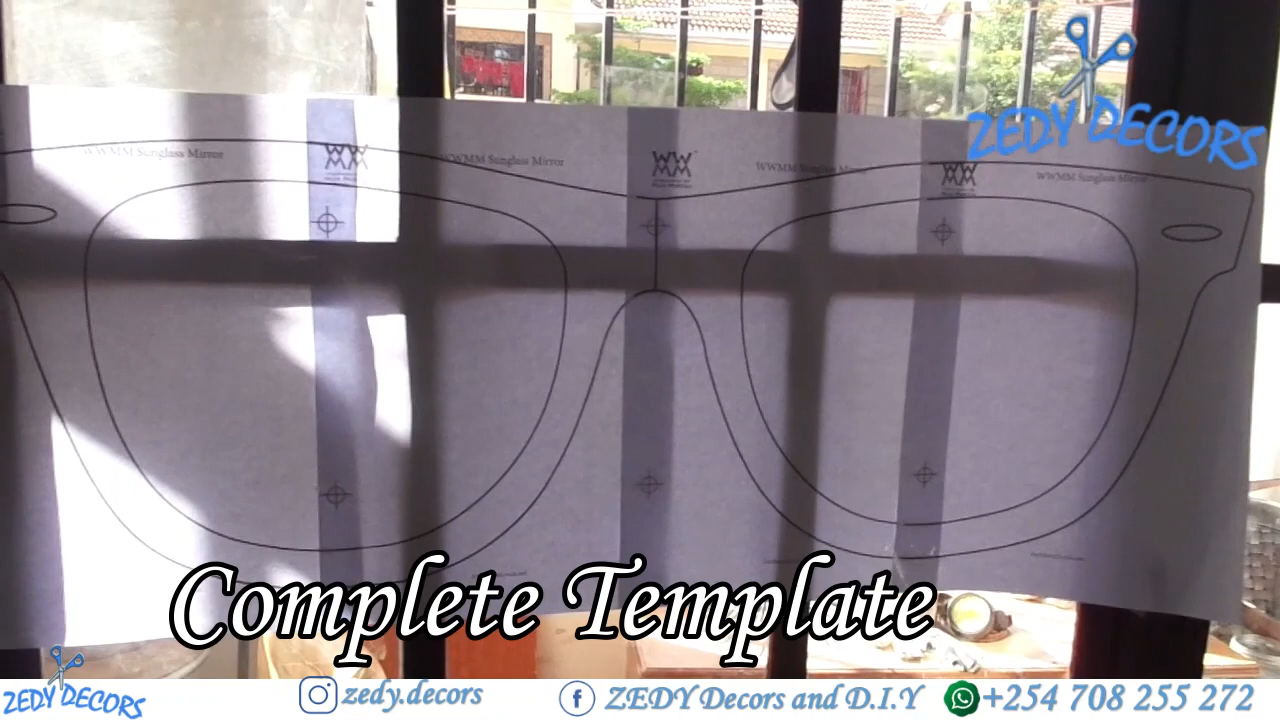 ZEDY DECORS
WWMM Sunglass Mirror
WWMM Sunglass Mirror
WWMM Sunglass Mirror
WWMM Sunglass Mirror
Complete Template
ZEDY DECORS
zedy.decors
ZEDY Decors and D.I.Y
+254 708 255 272